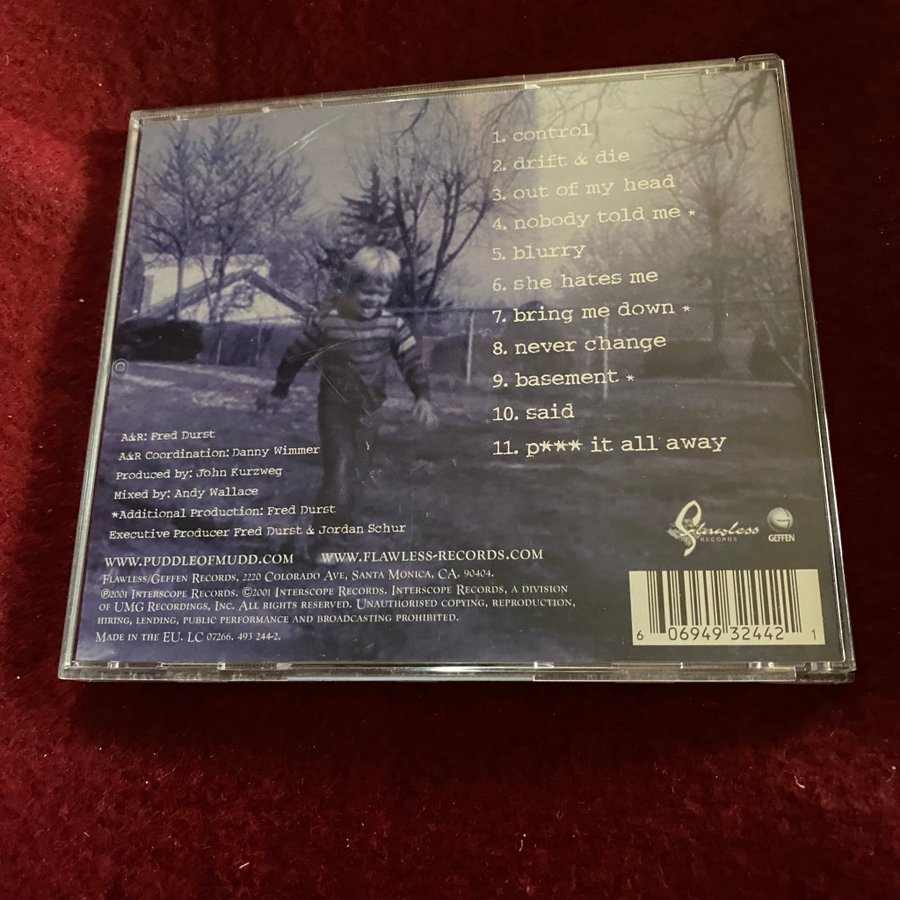 1. control
2. drift & die
3. out of my head
4. nobody told me *
5. blurry
6. she hates me
7. bring me down *
8. never change
9. basement *
10. said
11. p*** it all away
A&R: Fred Durst
A&R Coordination: Danny Wimmer
Produced by: John Kurzweg
Mixed by: Andy Wallace
*Additional Production: Fred Durst
Executive Producer Fred Durst & Jordan Schur
WWW.PUDDLEOFMUDD.COM WWW.FLAWLESS-RECORDS.COM
FLAWLESS/GEFFEN RECORDS, 2220 COLORADO AVE, SANTA MONICA, CA. 90404.
℗2001 INTERSCOPE RECORDS. ©2001 INTERSCOPE RECORDS. INTERSCOPE RECORDS, A DIVISION
OF UMG RECORDINGS, INC. ALL RIGHTS RESERVED. UNAUTHORISED COPYING, REPRODUCTION,
HIRING, LENDING, PUBLIC PERFORMANCE AND BROADCASTING PROHIBITED.
MADE IN THE EU. LC 07266. 493 244-2.
Flawless
RECORDS
GEFFEN
6 06949 32442 1